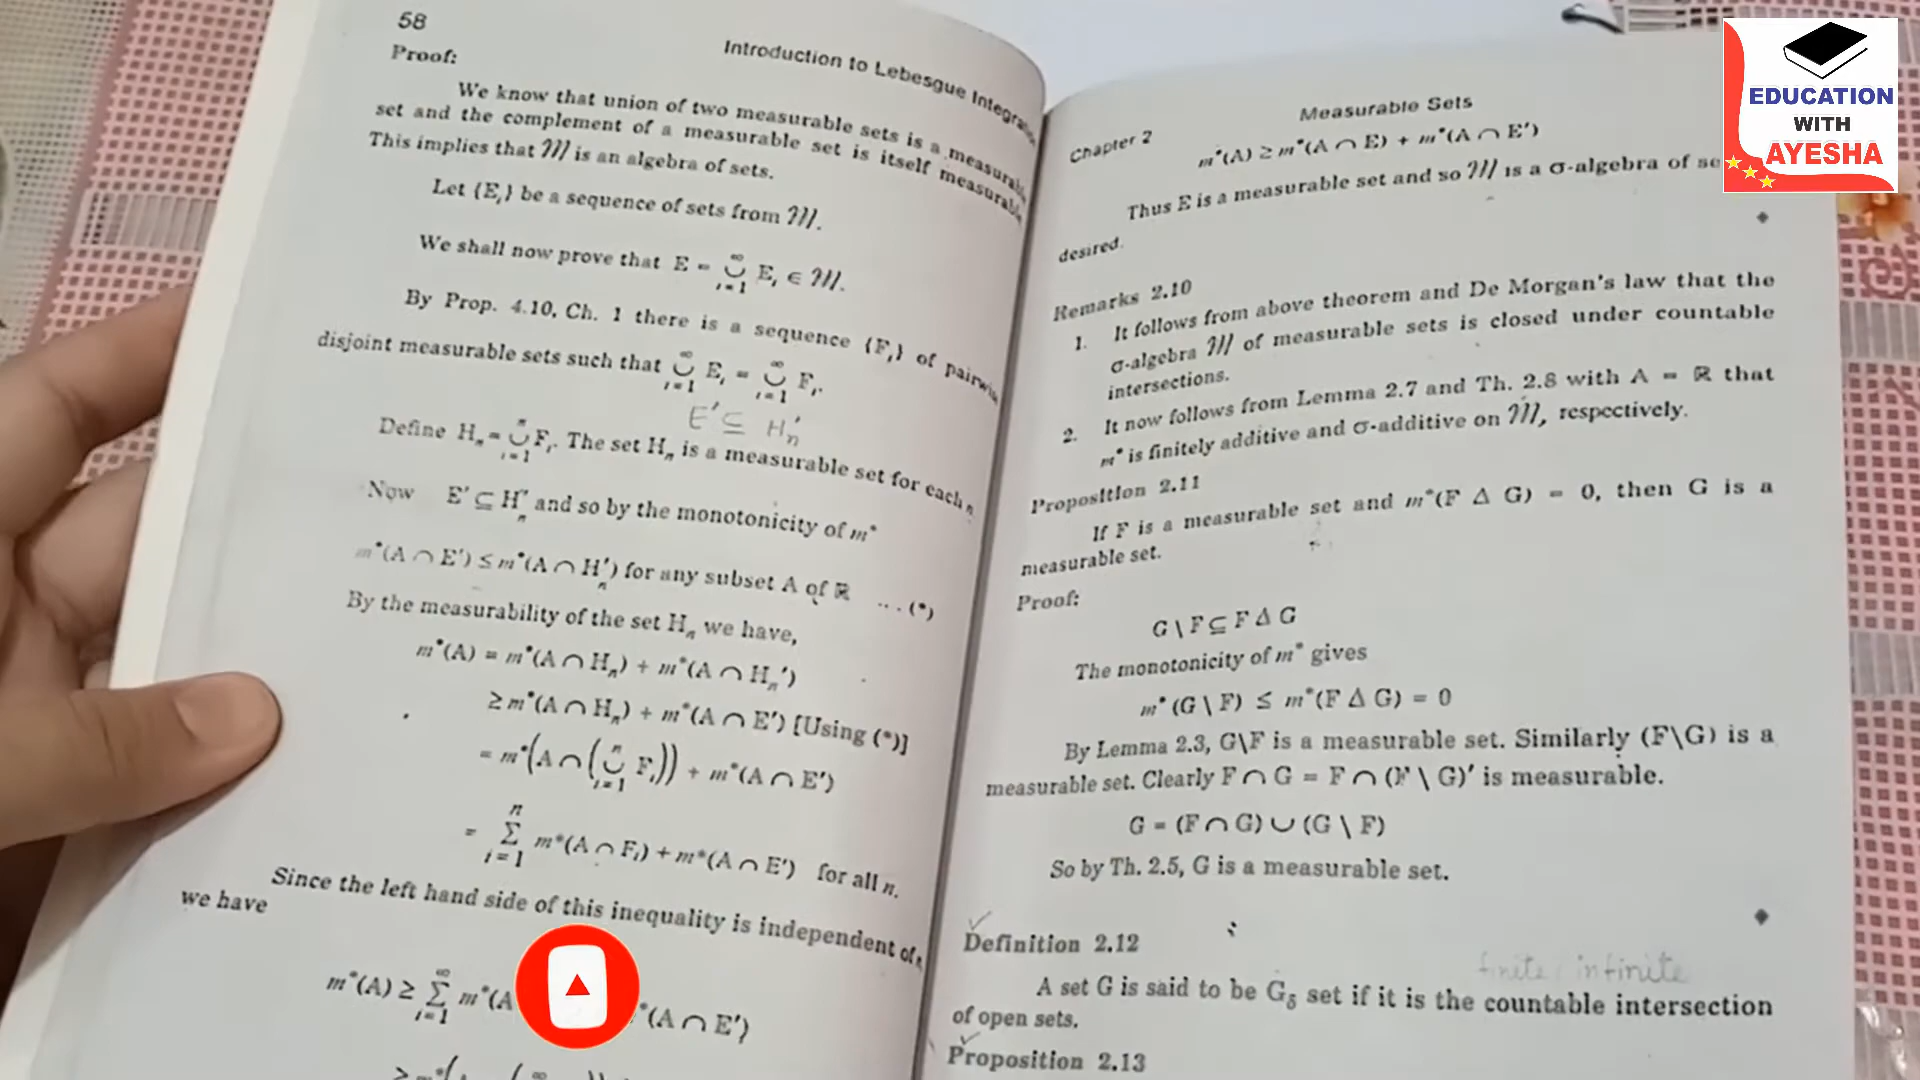 58
Introduction to Lebesgue Integra
Proof:
We know that union of two measurable sets is a measurable
set and the complement of a measurable set is itself measurable
This implies that 𝔐 is an algebra of sets.
Let {Eᵢ} be a sequence of sets from 𝔐.
We shall now prove that E = ∞∪i=1 Eᵢ ∈ 𝔐.
By Prop. 4.10, Ch. 1 there is a sequence {Fᵢ} of pairwise
disjoint measurable sets such that ∞∪i=1 Eᵢ = ∞∪i=1 Fᵢ.
E′ ⊆ Hₙ′
Define Hₙ = n∪i=1 Fᵢ. The set Hₙ is a measurable set for each n
Now E′ ⊆ Hₙ′ and so by the monotonicity of m*
m*(A ∩ E′) ≤ m*(A ∩ Hₙ′) for any subset A of ℝ ... (*)
By the measurability of the set Hₙ we have,
m*(A) = m*(A ∩ Hₙ) + m*(A ∩ Hₙ′)
≥ m*(A ∩ Hₙ) + m*(A ∩ E′) [Using (*)]
= m*(A ∩ (n∪i=1 Fᵢ)) + m*(A ∩ E′)
= n∑i=1 m*(A ∩ Fᵢ) + m*(A ∩ E′) for all n.
Since the left hand side of this inequality is independent of n,
we have
m*(A) ≥ ∞∑i=1 m*(A *(A ∩ E′)
Chapter 2
Measurable Sets
m*(A) ≥ m*(A ∩ E) + m*(A ∩ E′)
Thus E is a measurable set and so 𝔐 is a σ-algebra of se
desired.
Remarks 2.10
1. It follows from above theorem and De Morgan's law that the
σ-algebra 𝔐 of measurable sets is closed under countable
intersections.
2. It now follows from Lemma 2.7 and Th. 2.8 with A = ℝ that
m* is finitely additive and σ-additive on 𝔐, respectively.
Proposition 2.11
If F is a measurable set and m*(F Δ G) = 0, then G is a
measurable set.
Proof:
G \ F ⊆ F Δ G
The monotonicity of m* gives
m*(G \ F) ≤ m*(F Δ G) = 0
By Lemma 2.3, G\F is a measurable set. Similarly (F\G) is a
measurable set. Clearly F ∩ G = F ∩ (F \ G)′ is measurable.
G = (F ∩ G) ∪ (G \ F)
So by Th. 2.5, G is a measurable set.
Definition 2.12
finite / infinite
A set G is said to be G_δ set if it is the countable intersection
of open sets.
Proposition 2.13
EDUCATION
WITH
AYESHA